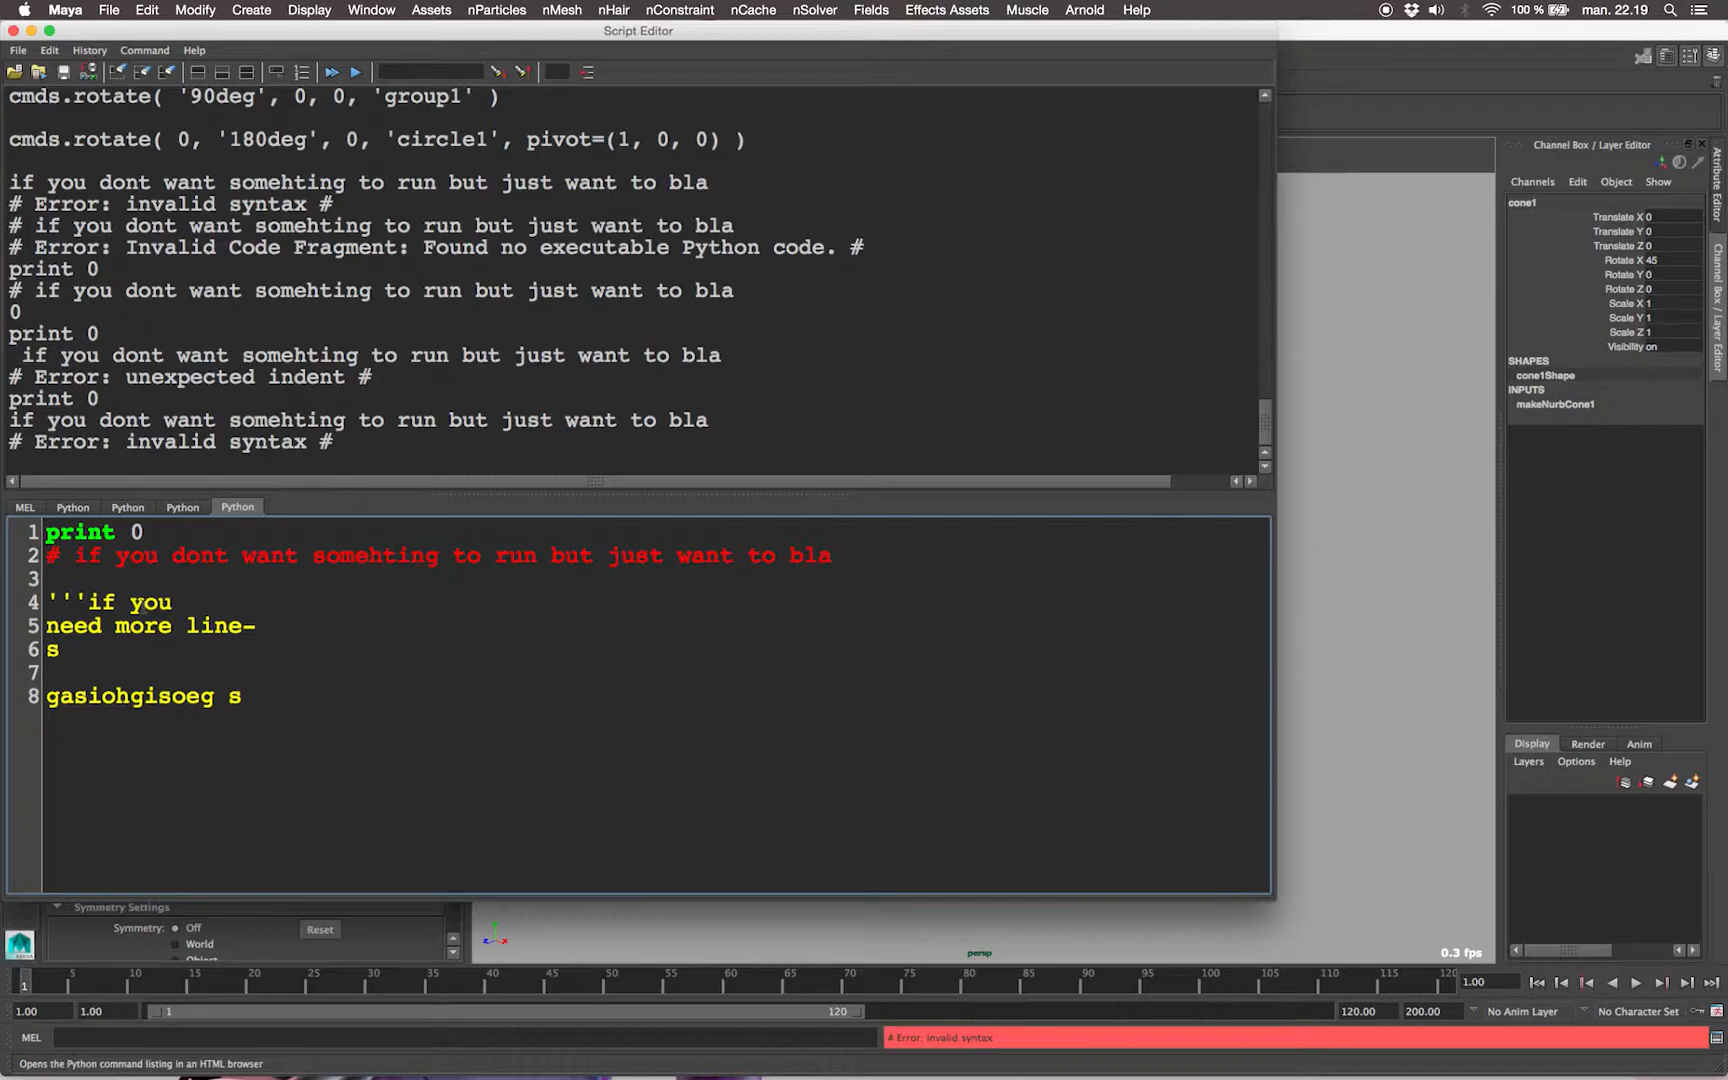 Maya File Edit Modify Create Display Window Assets nParticles nMesh nHair nConstraint nCache nSolver Fields Effects Assets Muscle Arnold Help 100 % man. 22.19
Script Editor
File Edit History Command Help
cmds.rotate( '90deg', 0, 0, 'group1' )
cmds.rotate( 0, '180deg', 0, 'circle1', pivot=(1, 0, 0) )
if you dont want somehting to run but just want to bla
# Error: invalid syntax #
# if you dont want somehting to run but just want to bla
# Error: Invalid Code Fragment: Found no executable Python code. #
print 0
# if you dont want somehting to run but just want to bla
0
print 0
if you dont want somehting to run but just want to bla
# Error: unexpected indent #
print 0
if you dont want somehting to run but just want to bla
# Error: invalid syntax #
MEL Python Python Python Python
1 print 0
2 # if you dont want somehting to run but just want to bla
3
4 '''if you
5 need more line-
6 s
7
8 gasiohgisoeg s
Channel Box / Layer Editor
Channels Edit Object Show
cone1
Translate X 0
Translate Y 0
Translate Z 0
Rotate X 45
Rotate Y 0
Rotate Z 0
Scale X 1
Scale Y 1
Scale Z 1
Visibility on
SHAPES
cone1Shape
INPUTS
makeNurbCone1
Attribute Editor
Channel Box / Layer Editor
Display Render Anim
Layers Options Help
Symmetry Settings
Symmetry: Off Reset
World
Object
persp
0.3 fps
z x
5 10 15 20 25 30 35 40 45 50 55 60 65 70 75 80 85 90 95 100 105 110 115 120
1 1.00
1.00 1.00 1 120 120.00 200.00 No Anim Layer No Character Set
MEL # Error: invalid syntax
Opens the Python command listing in an HTML browser